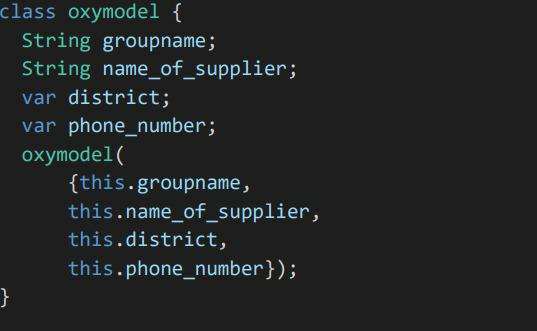 class oxymodel {
  String groupname;
  String name_of_supplier;
  var district;
  var phone_number;
  oxymodel(
      {this.groupname,
      this.name_of_supplier,
      this.district,
      this.phone_number});
}